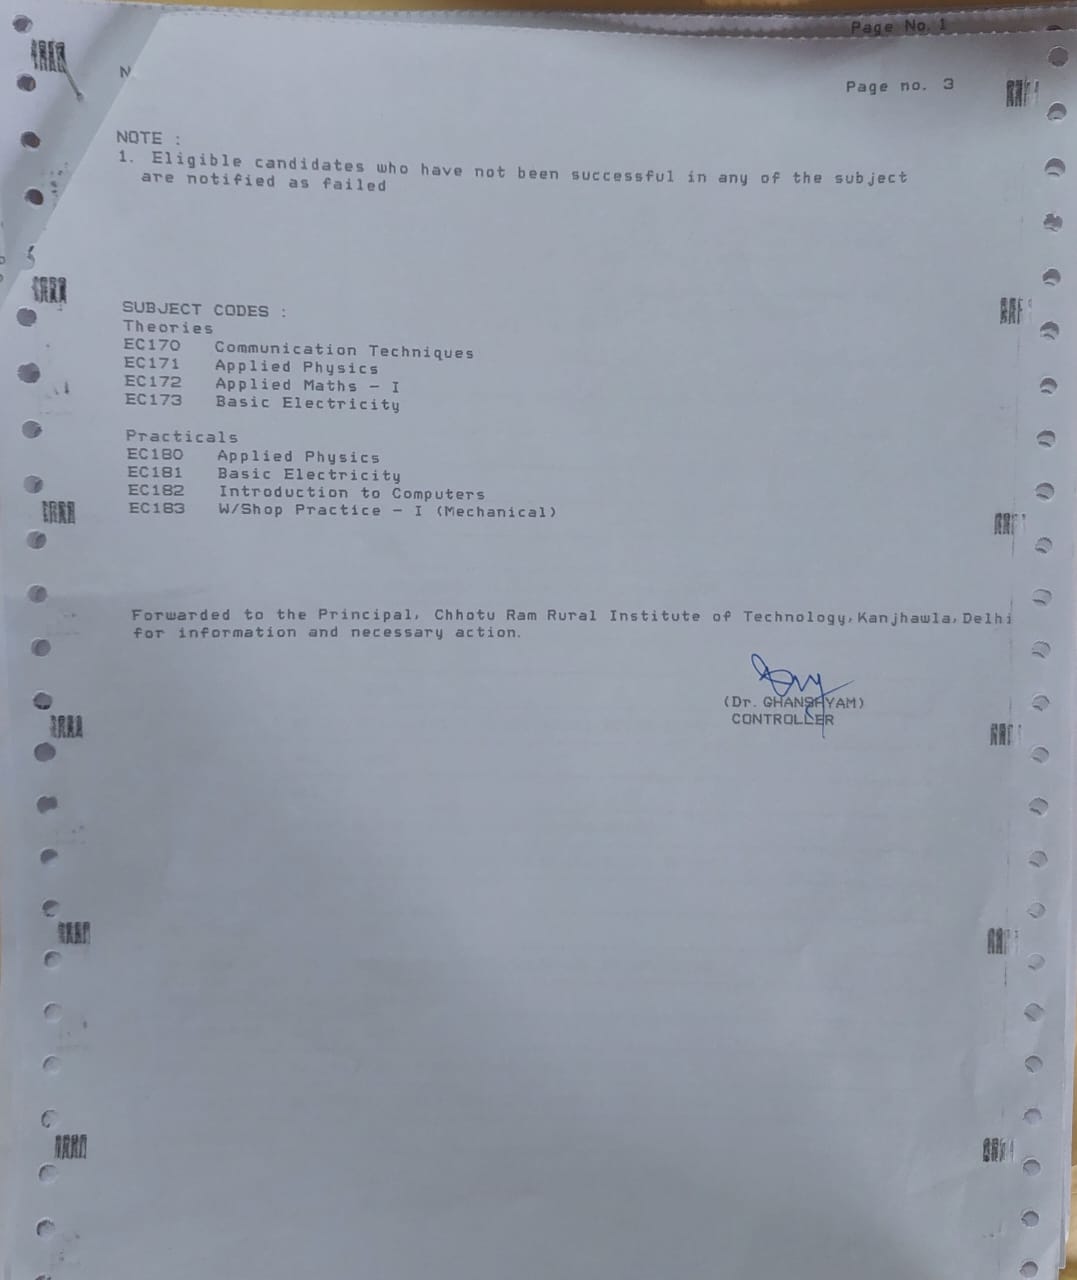 Page No. 1
N
Page no. 3
NOTE :
1. Eligible candidates who have not been successful in any of the subject
are notified as failed
SUBJECT CODES :
Theories
EC170 Communication Techniques
EC171 Applied Physics
EC172 Applied Maths - I
EC173 Basic Electricity
Practicals
EC180 Applied Physics
EC181 Basic Electricity
EC182 Introduction to Computers
EC183 W/Shop Practice - I (Mechanical)
Forwarded to the Principal, Chhotu Ram Rural Institute of Technology, Kanjhawla, Delhi
for information and necessary action.
(Dr. GHANSHYAM)
CONTROLLER